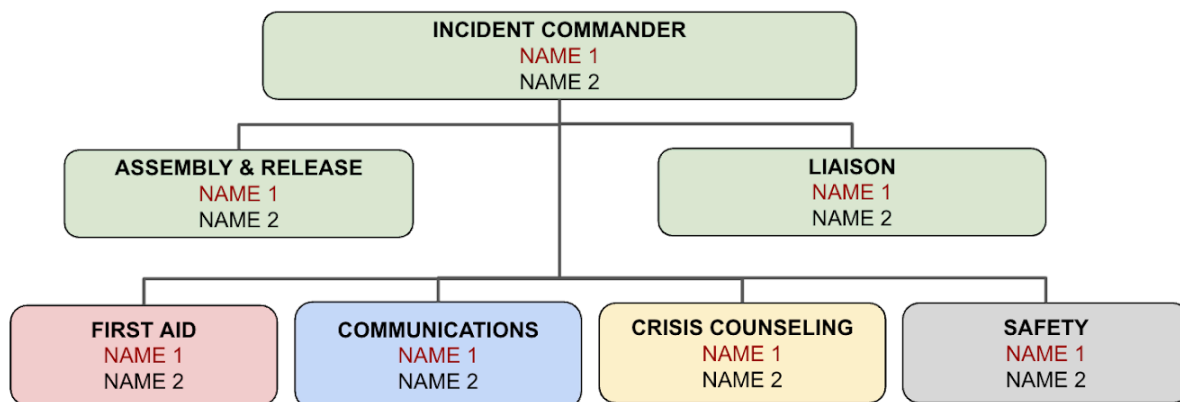 INCIDENT COMMANDER
NAME 1
NAME 2
ASSEMBLY & RELEASE
NAME 1
NAME 2
LIAISON
NAME 1
NAME 2
FIRST AID
NAME 1
NAME 2
COMMUNICATIONS
NAME 1
NAME 2
CRISIS COUNSELING
NAME 1
NAME 2
SAFETY
NAME 1
NAME 2